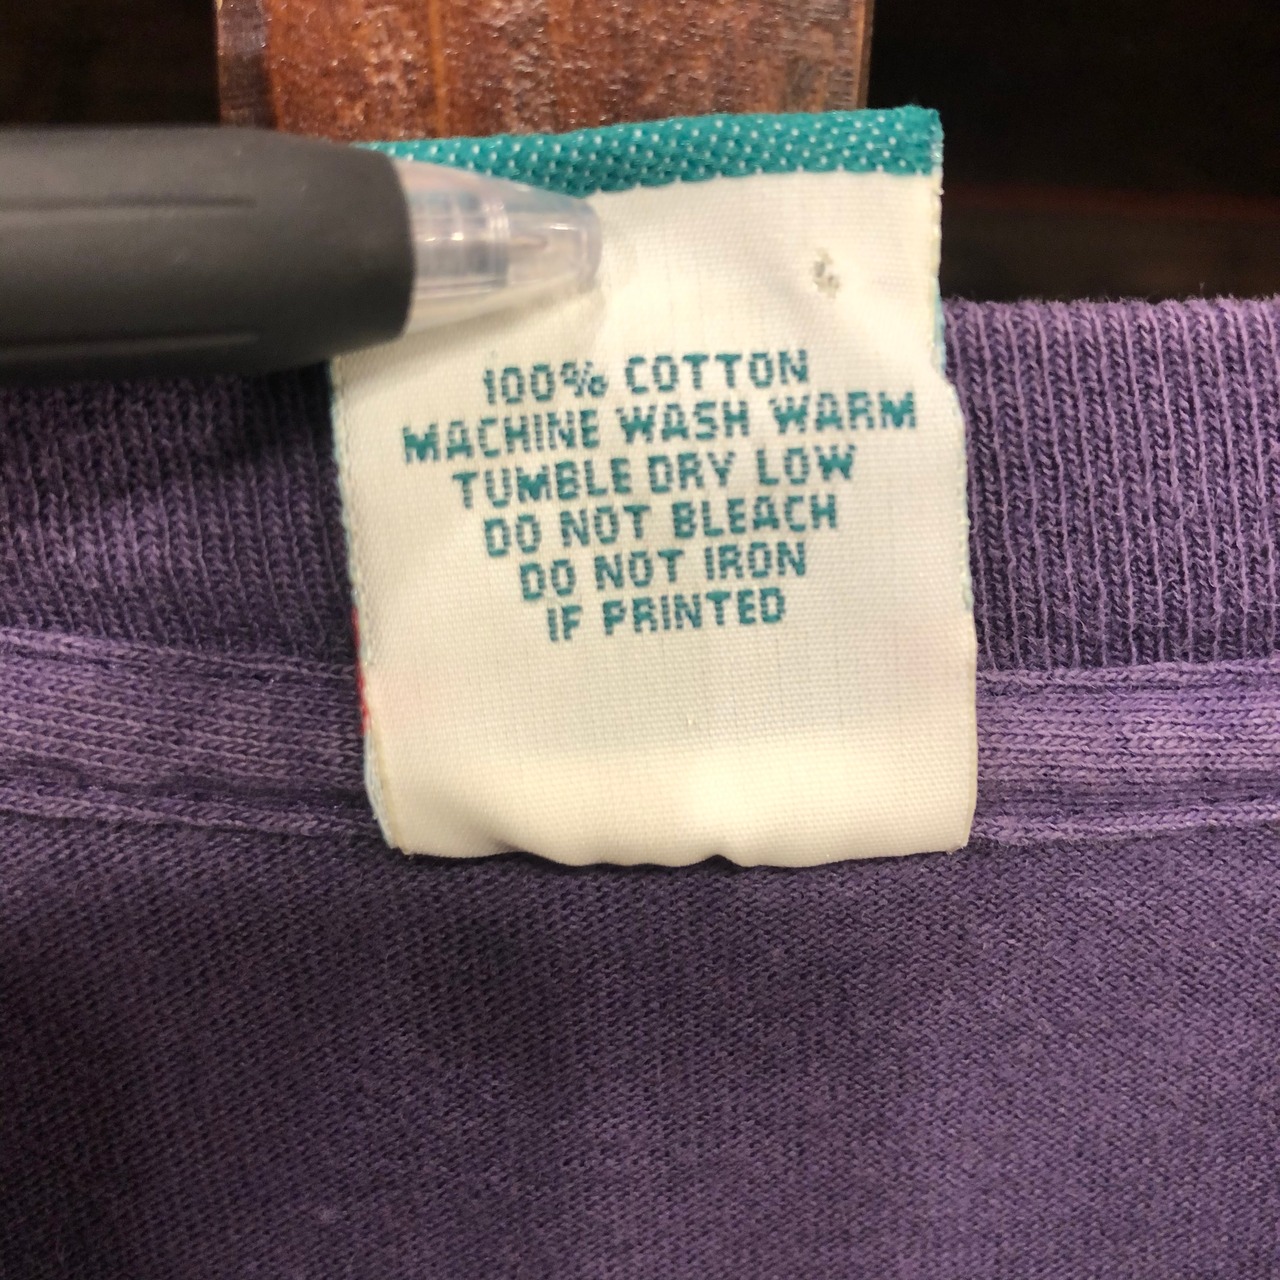 100% COTTON
MACHINE WASH WARM
TUMBLE DRY LOW
DO NOT BLEACH
DO NOT IRON
IF PRINTED